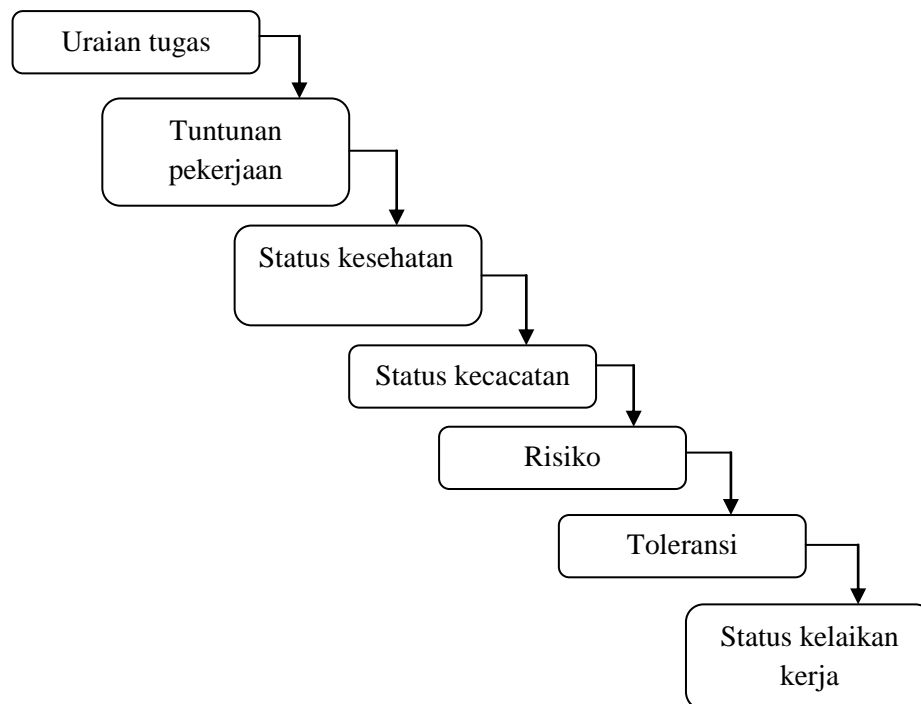 Uraian tugas
Tuntunan
pekerjaan
Status kesehatan
Status kecacatan
Risiko
Toleransi
Status kelaikan
kerja